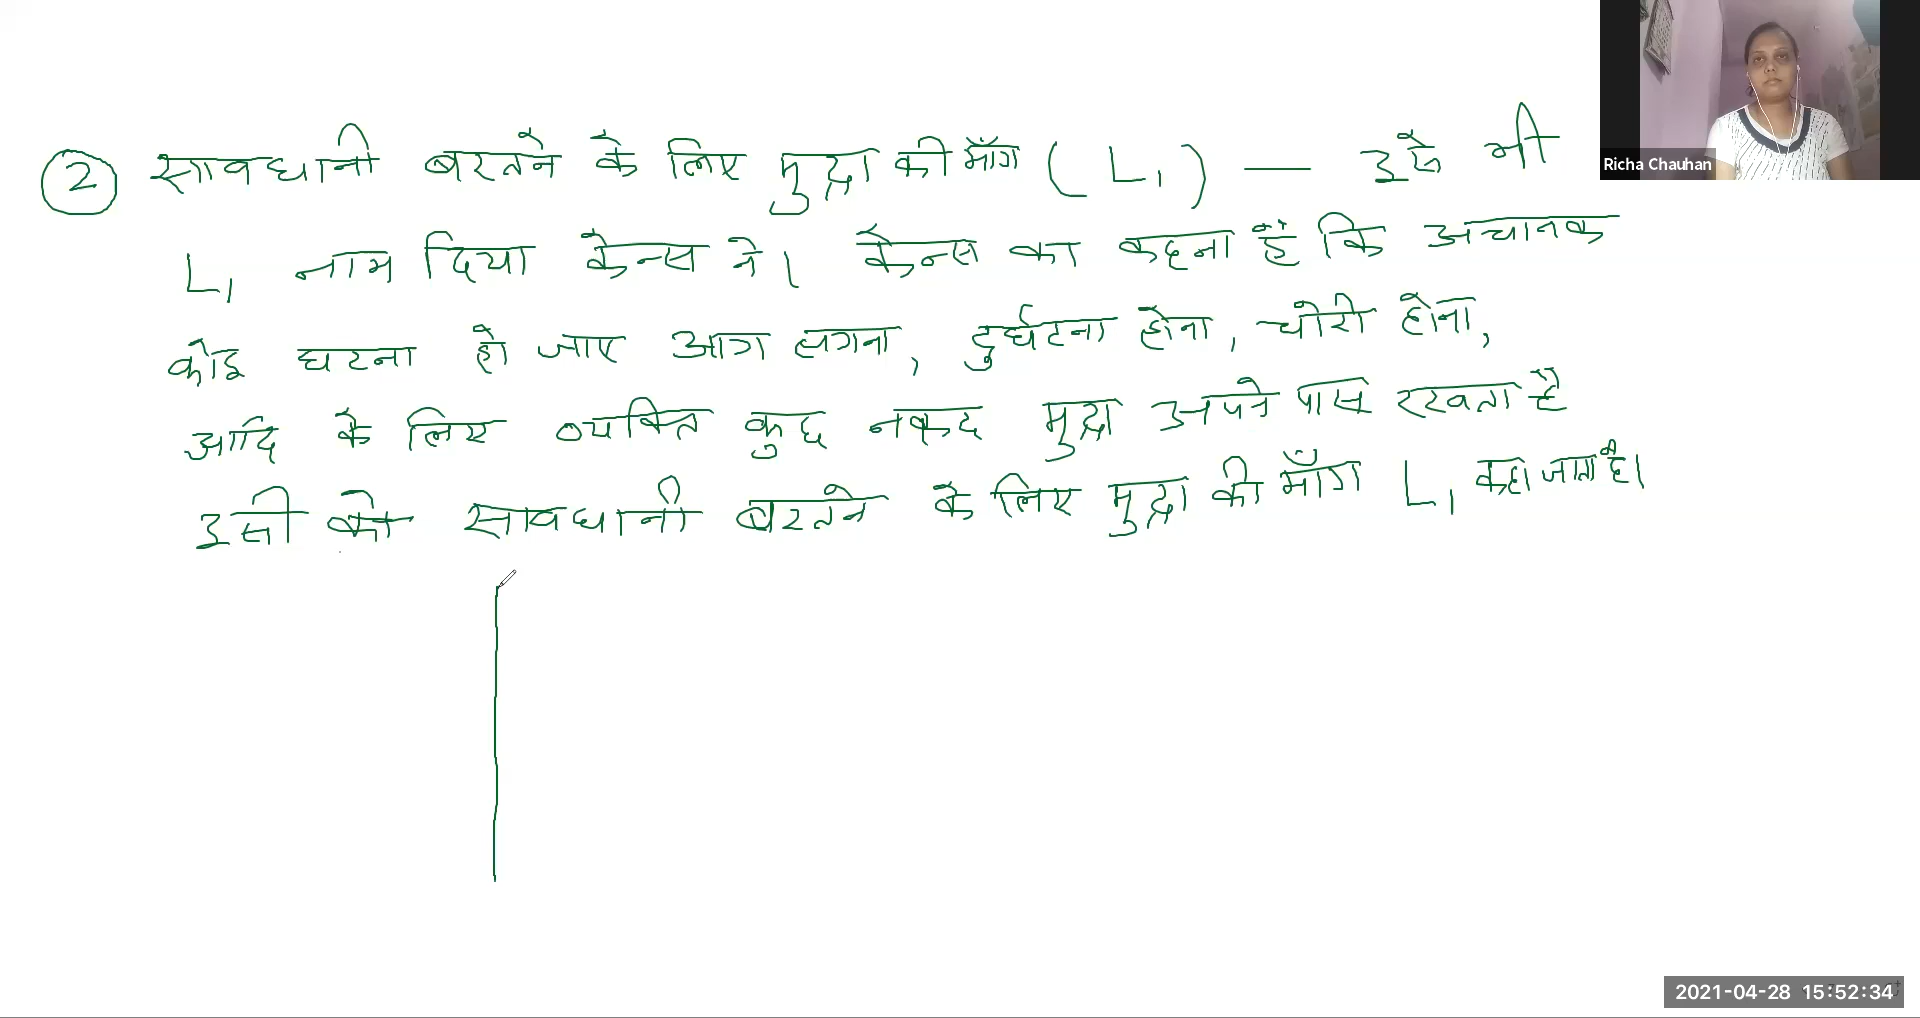 Richa Chauhan
② सावधानी बरतने के लिए मुद्रा की माँग ( L₁ ) — इसे भी
L₁ नाम दिया कैन्स ने। कैन्स का कहना है कि अचानक
कोइ घटना हो जाए आग लगना, दुर्घटना होना, चोरी होना,
आदि के लिए व्यक्ति कुछ नकद मुद्रा अपने पास रखता है
इसी को सावधानी बरतने के लिए मुद्रा की माँग L₁ कहा जाता है।
2021-04-28 15:52:34